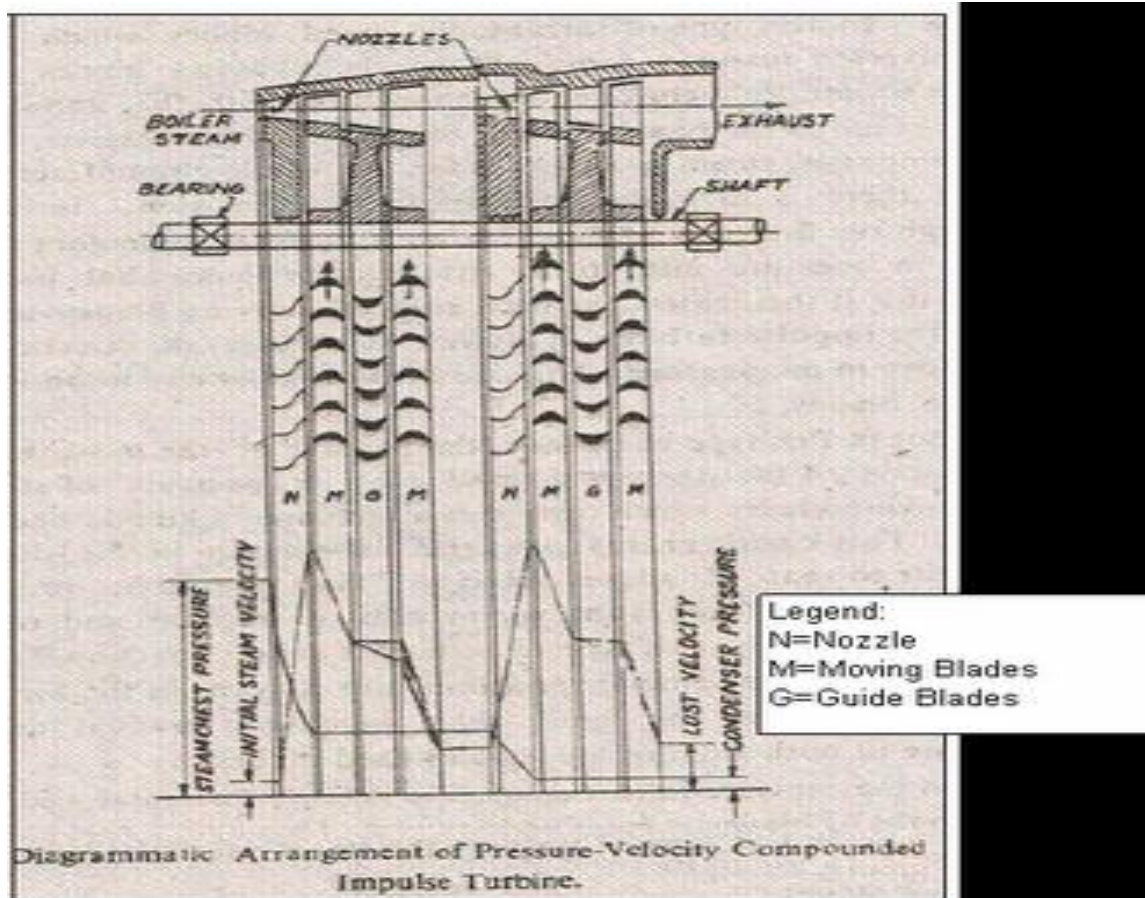 NOZZLES
BOILER
STEAM
EXHAUST
BEARING
SHAFT
N M G M N M G M
STEAMCHEST PRESSURE
INITIAL STEAM VELOCITY
LOST VELOCITY
CONDENSER PRESSURE
Legend:
N=Nozzle
M=Moving Blades
G=Guide Blades
Diagrammatic Arrangement of Pressure-Velocity Compounded
Impulse Turbine.